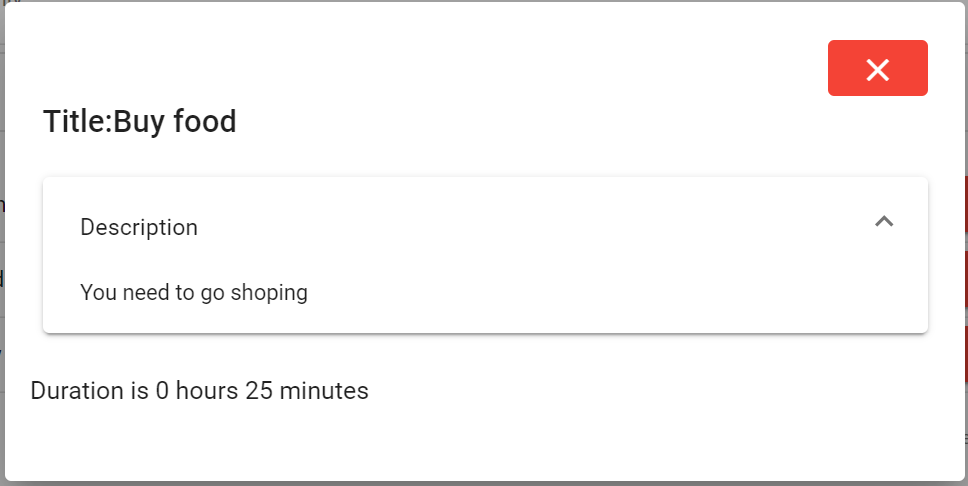 Title:Buy food
Description
You need to go shoping
Duration is 0 hours 25 minutes